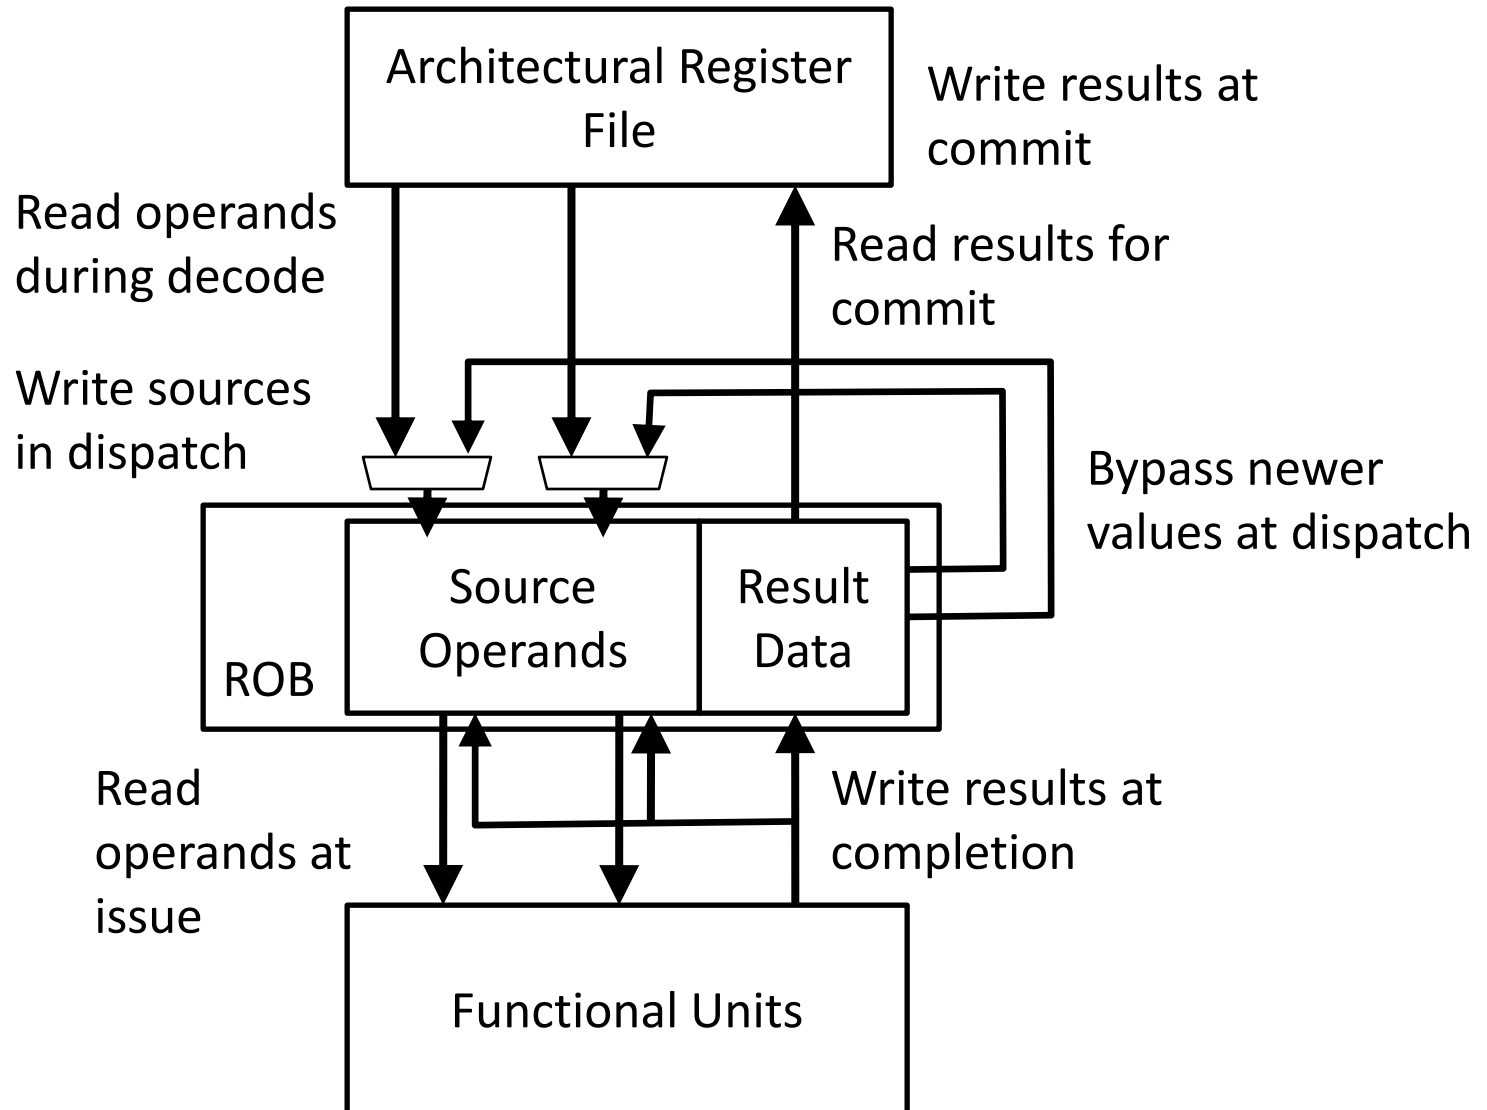 Architectural Register
File
Write results at
commit
Read operands
during decode
Read results for
commit
Write sources
in dispatch
Bypass newer
values at dispatch
Source
Operands
Result
Data
ROB
Read
operands at
issue
Write results at
completion
Functional Units